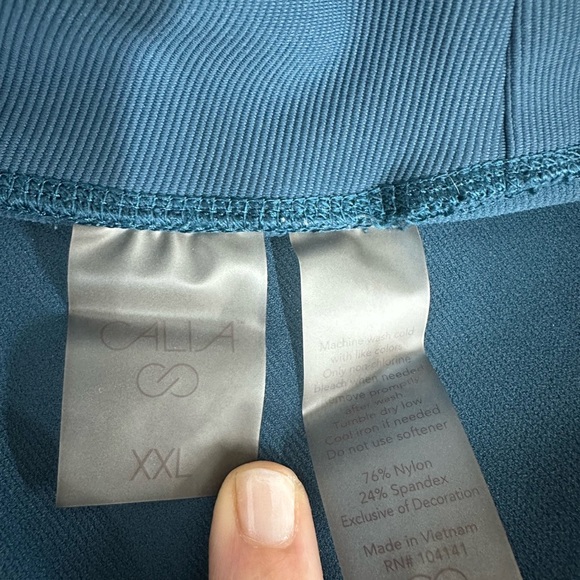 CALIA™
XXL
Machine wash cold
with like colors
Only non-chlorine
bleach when needed
Remove promptly
after wash
Tumble dry low
Cool iron if needed
Do not use softener
76% Nylon
24% Spandex
Exclusive of Decoration
Made in Vietnam
RN# 104141